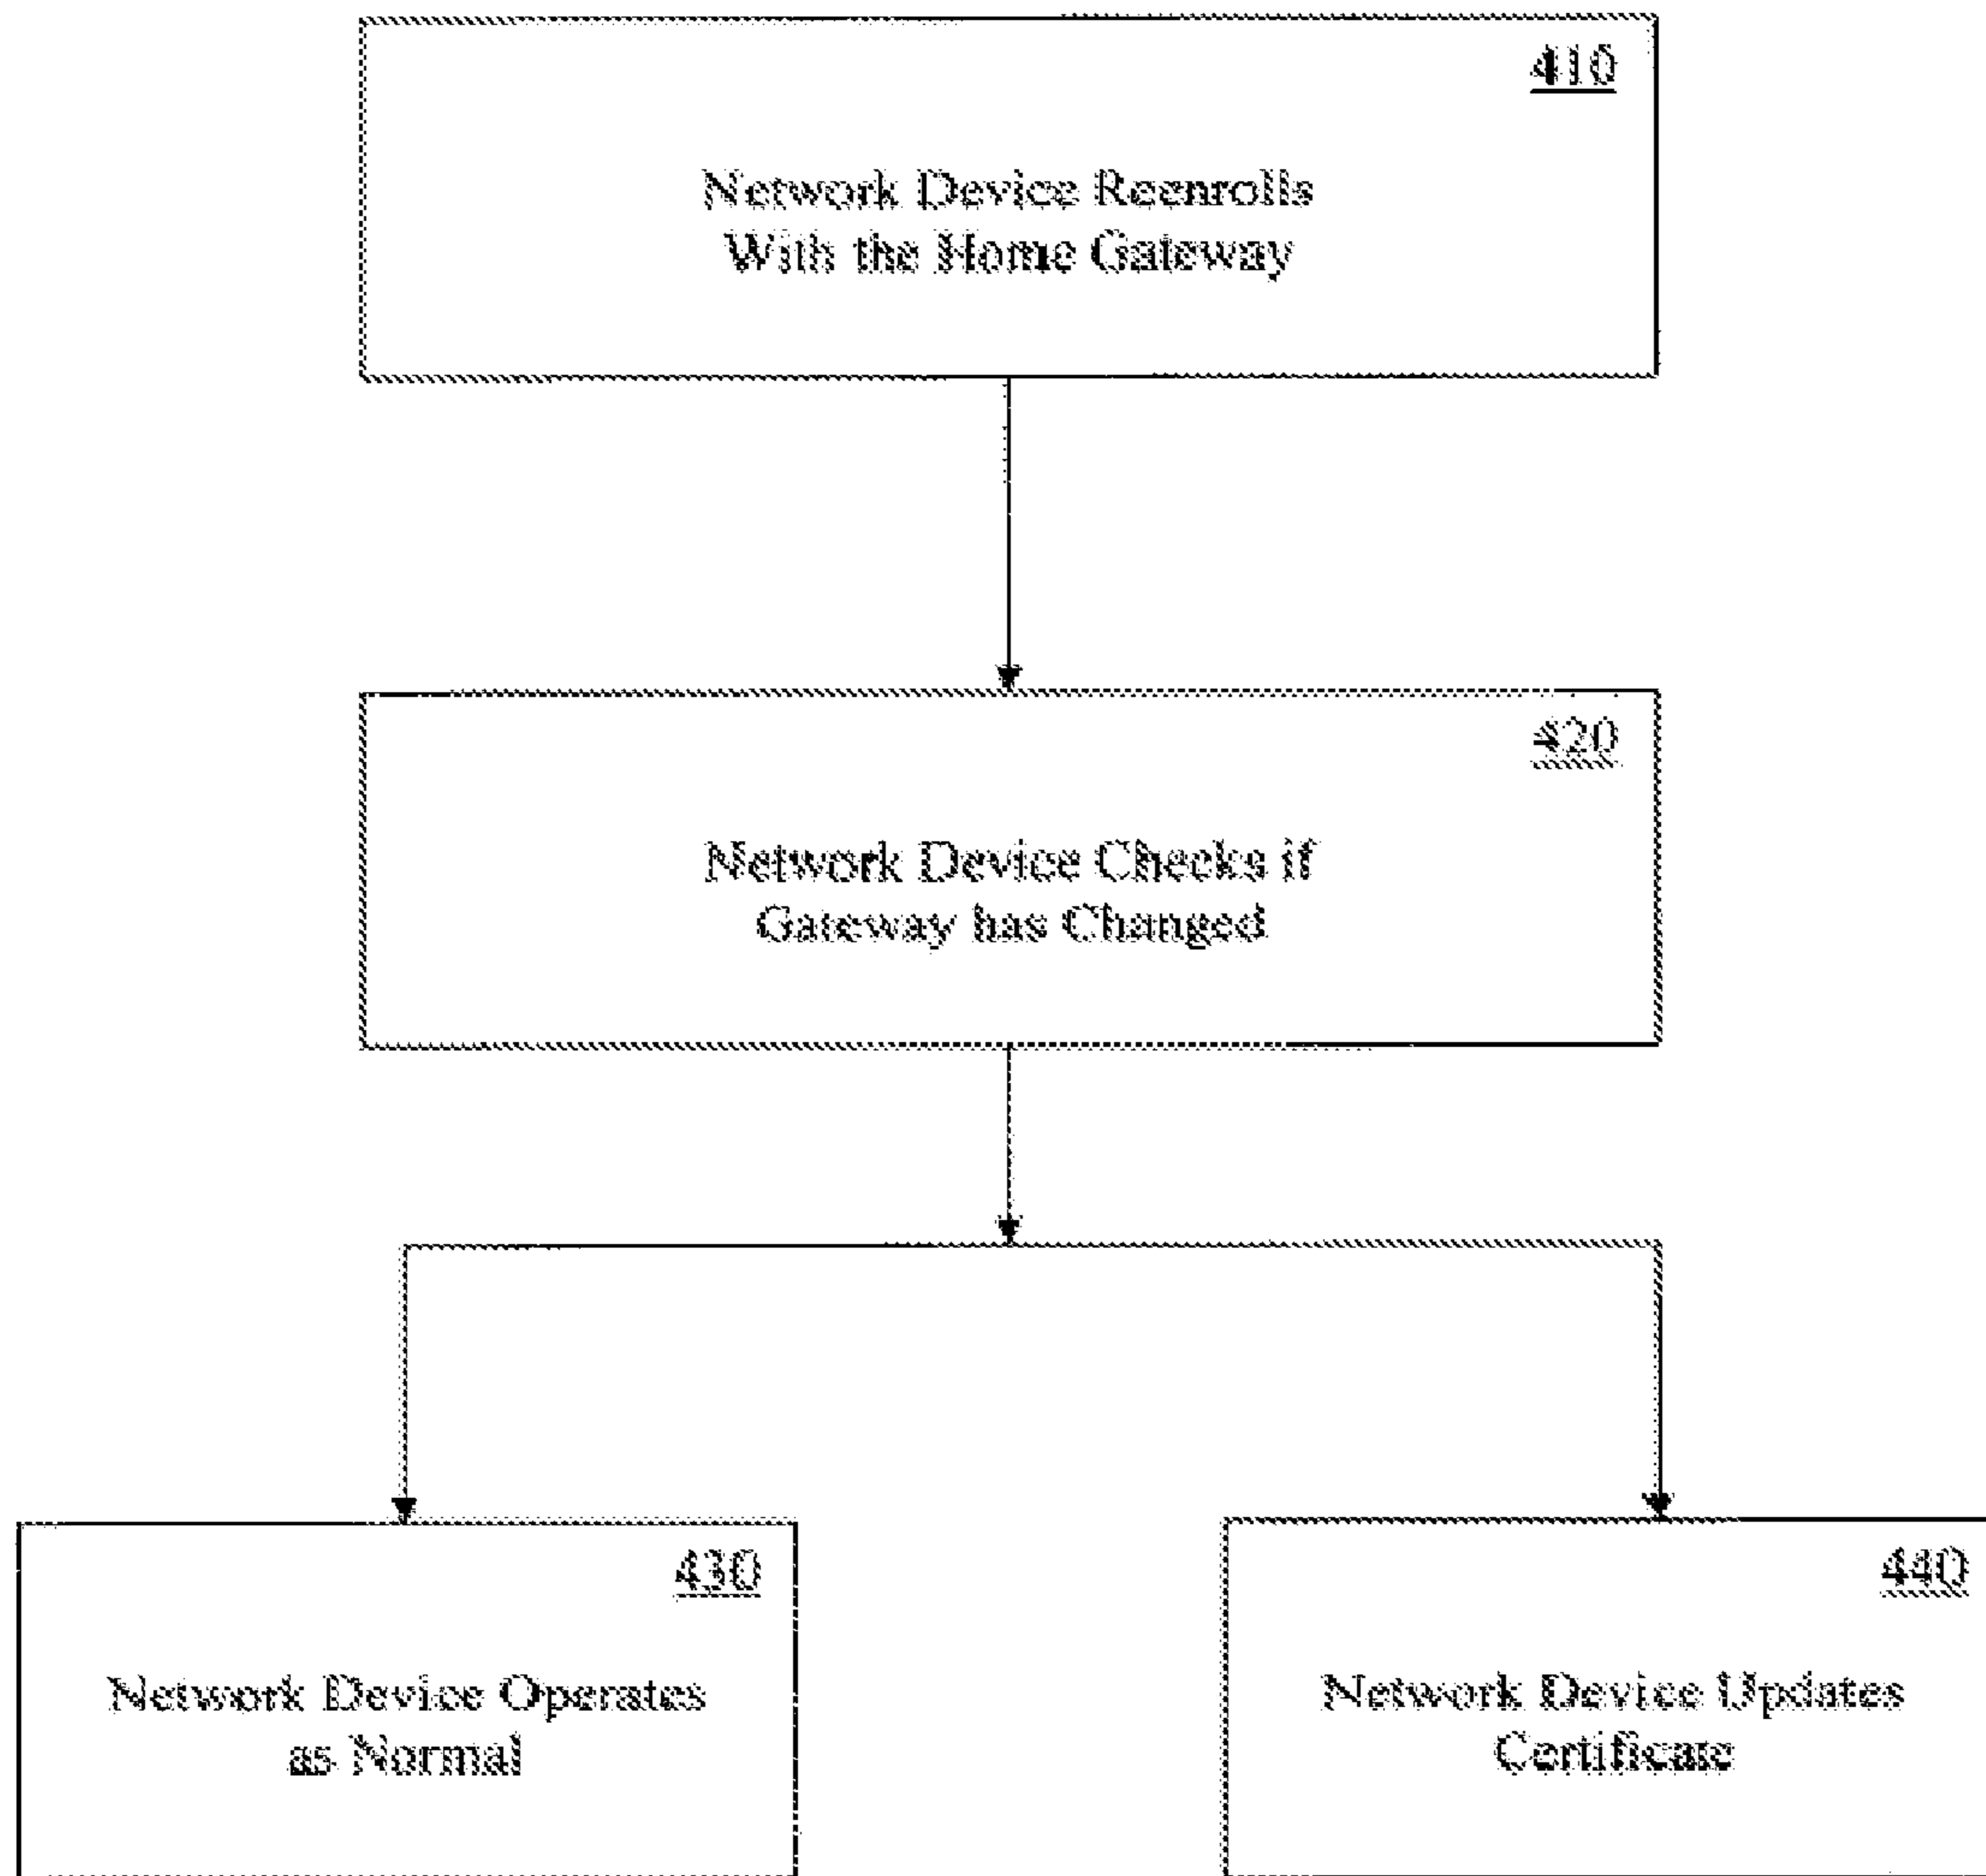 410
Network Device Reenrolls
With the Home Gateway
420
Network Device Checks if
Gateway has Changed
430
Network Device Operates
as Normal
440
Network Device Updates
Certificate